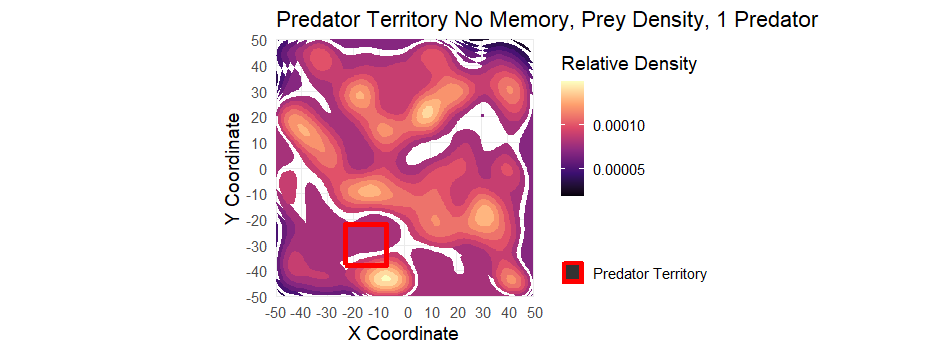 Predator Territory No Memory, Prey Density, 1 Predator
Relative Density
0.00010
0.00005
Predator Territory
Y Coordinate
50
40
30
20
10
0
-10
-20
-30
-40
-50
-50 -40 -30 -20 -10 0 10 20 30 40 50
X Coordinate